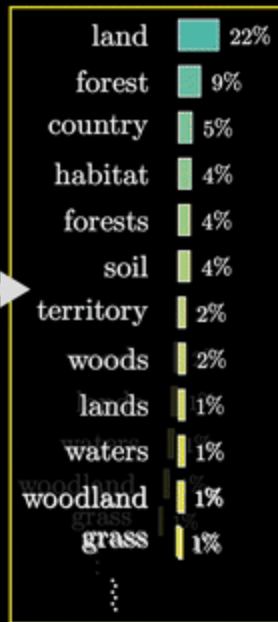 land 22%
forest 9%
country 5%
habitat 4%
forests 4%
soil 4%
territory 2%
woods 2%
lands 1%
waters 1%
woodland 1%
grass 1%